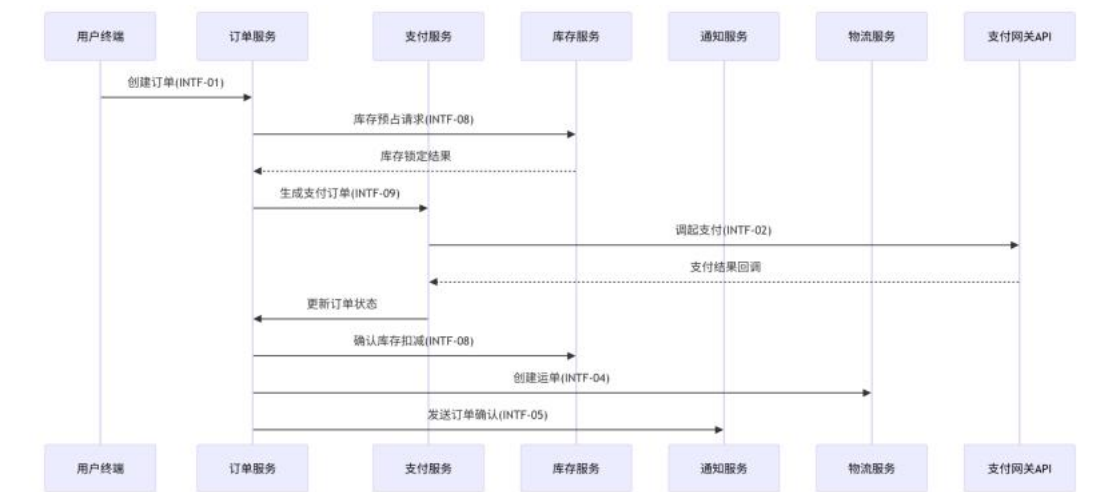 用户终端 订单服务 支付服务 库存服务 通知服务 物流服务 支付网关API
创建订单(INTF-01)
库存预占请求(INTF-08)
库存锁定结果
生成支付订单(INTF-09)
调起支付(INTF-02)
支付结果回调
更新订单状态
确认库存扣减(INTF-08)
创建运单(INTF-04)
发送订单确认(INTF-05)
用户终端 订单服务 支付服务 库存服务 通知服务 物流服务 支付网关API